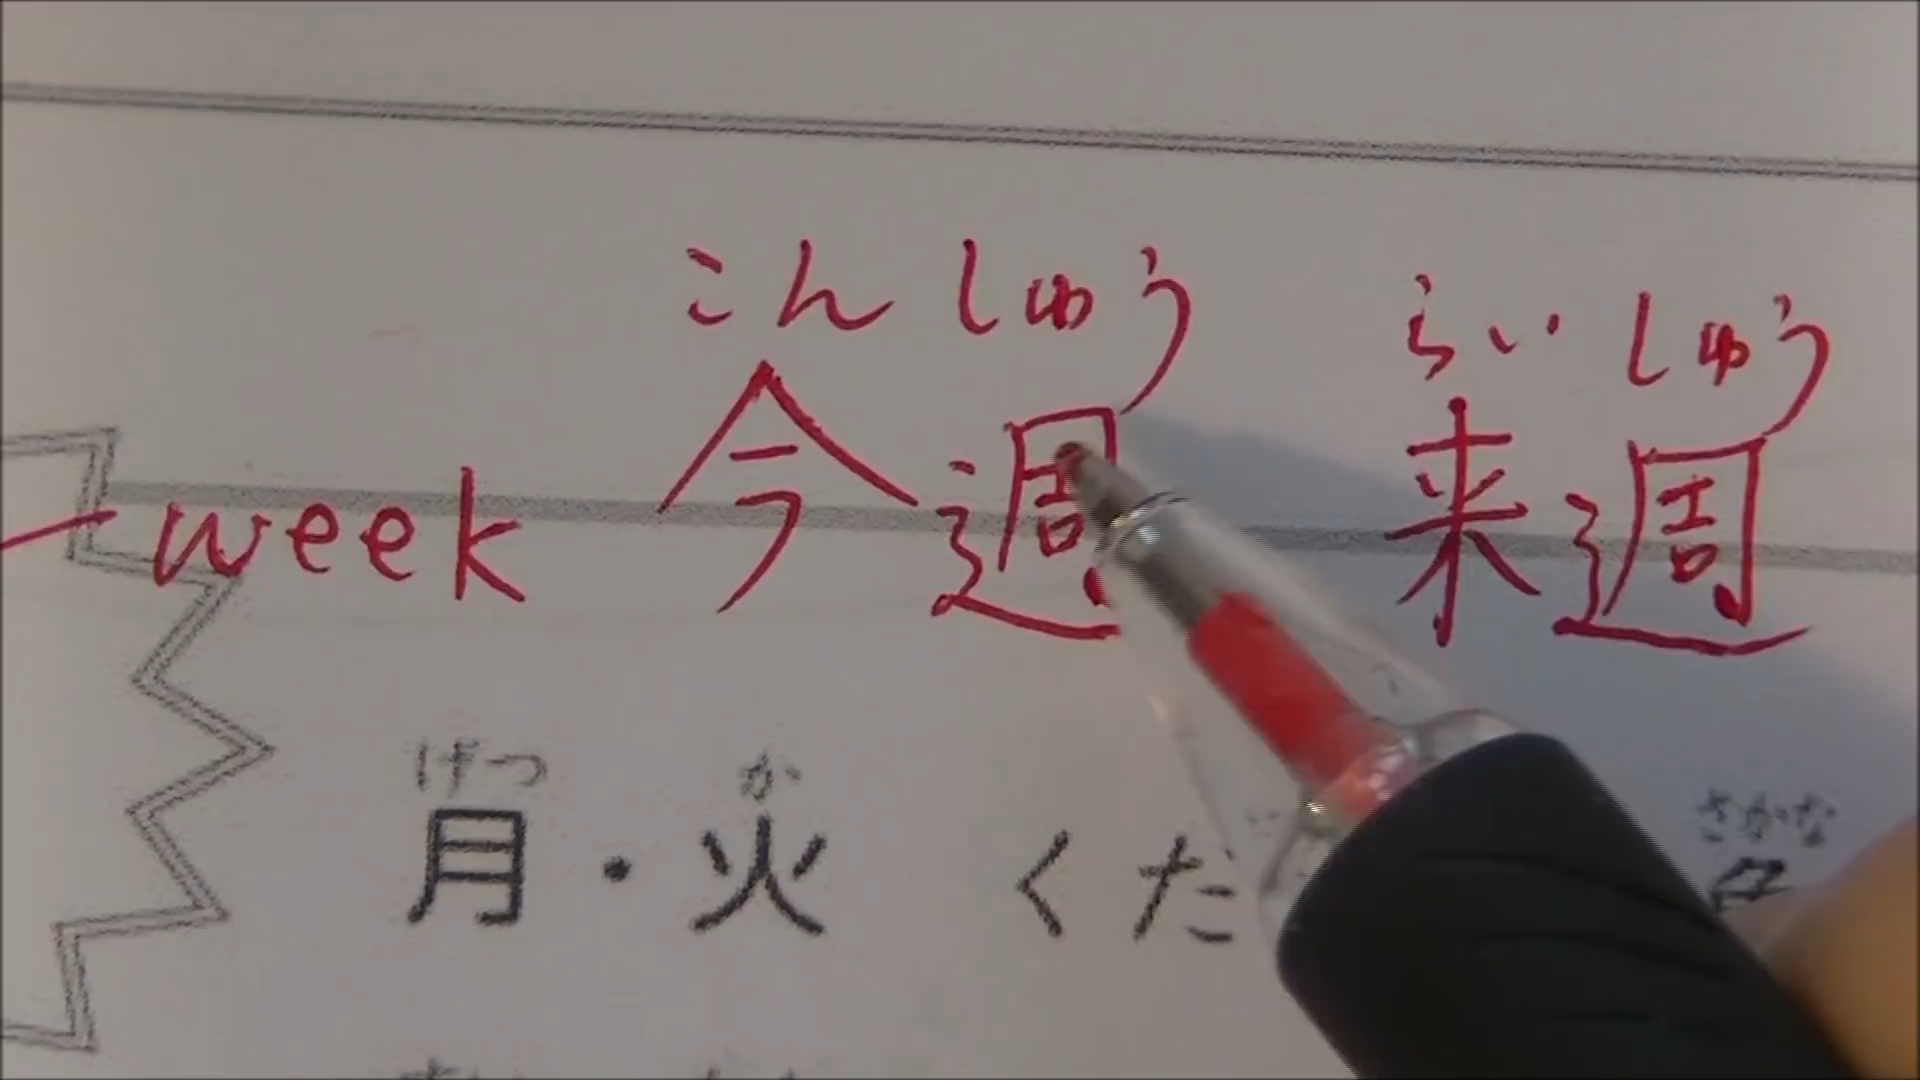 こんしゅう らいしゅう
week 今週 来週
げつ か さかな
月・火 くだ